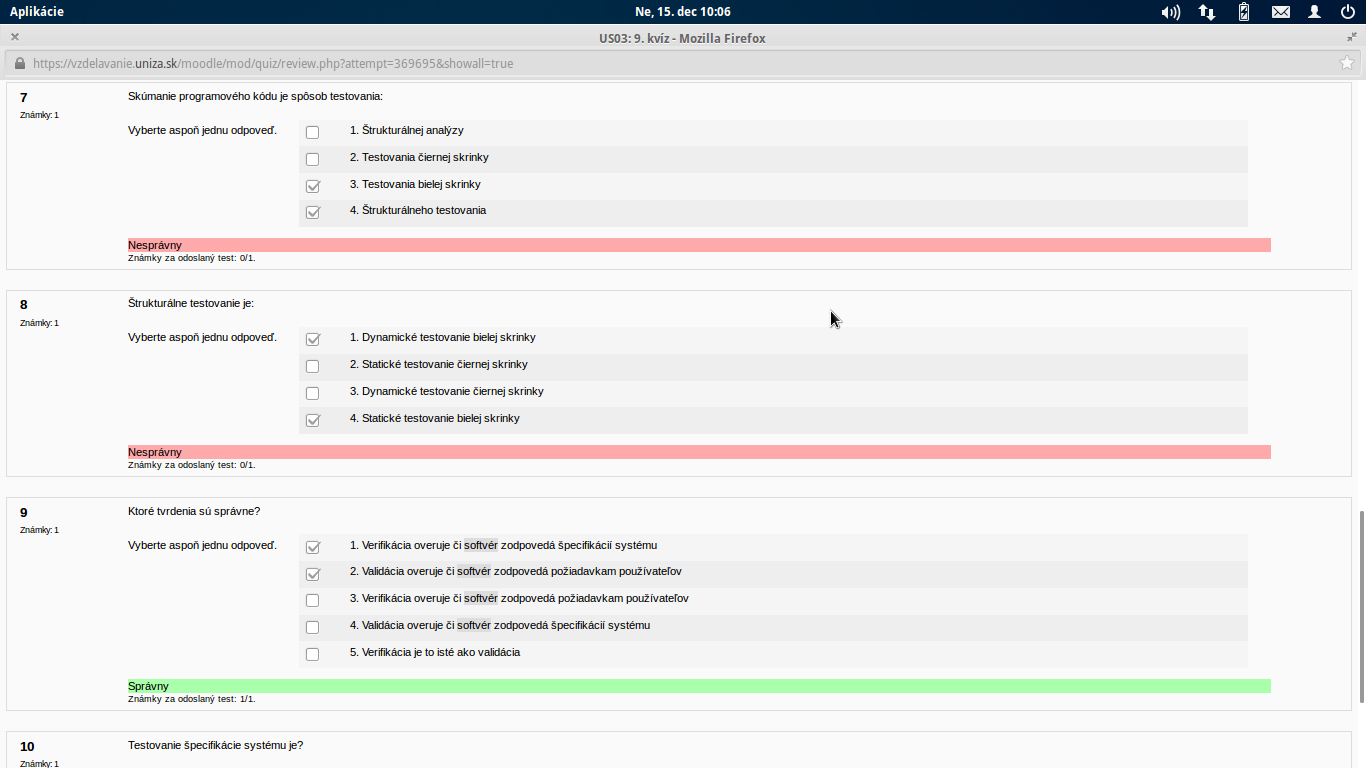 Aplikácie
Ne, 15. dec 10:06
US03: 9. kvíz - Mozilla Firefox
https://vzdelavanie.uniza.sk/moodle/mod/quiz/review.php?attempt=369695&showall=true
7
Známky: 1
Skúmanie programového kódu je spôsob testovania:
Vyberte aspoň jednu odpoveď.
1. Štrukturálnej analýzy
2. Testovania čiernej skrinky
3. Testovania bielej skrinky
4. Štrukturálneho testovania
Nesprávny
Známky za odoslaný test: 0/1.
8
Známky: 1
Štrukturálne testovanie je:
Vyberte aspoň jednu odpoveď.
1. Dynamické testovanie bielej skrinky
2. Statické testovanie čiernej skrinky
3. Dynamické testovanie čiernej skrinky
4. Statické testovanie bielej skrinky
Nesprávny
Známky za odoslaný test: 0/1.
9
Známky: 1
Ktoré tvrdenia sú správne?
Vyberte aspoň jednu odpoveď.
1. Verifikácia overuje či softvér zodpovedá špecifikácií systému
2. Validácia overuje či softvér zodpovedá požiadavkam používateľov
3. Verifikácia overuje či softvér zodpovedá požiadavkam používateľov
4. Validácia overuje či softvér zodpovedá špecifikácií systému
5. Verifikácia je to isté ako validácia
Správny
Známky za odoslaný test: 1/1.
10
Známky: 1
Testovanie špecifikácie systému je?